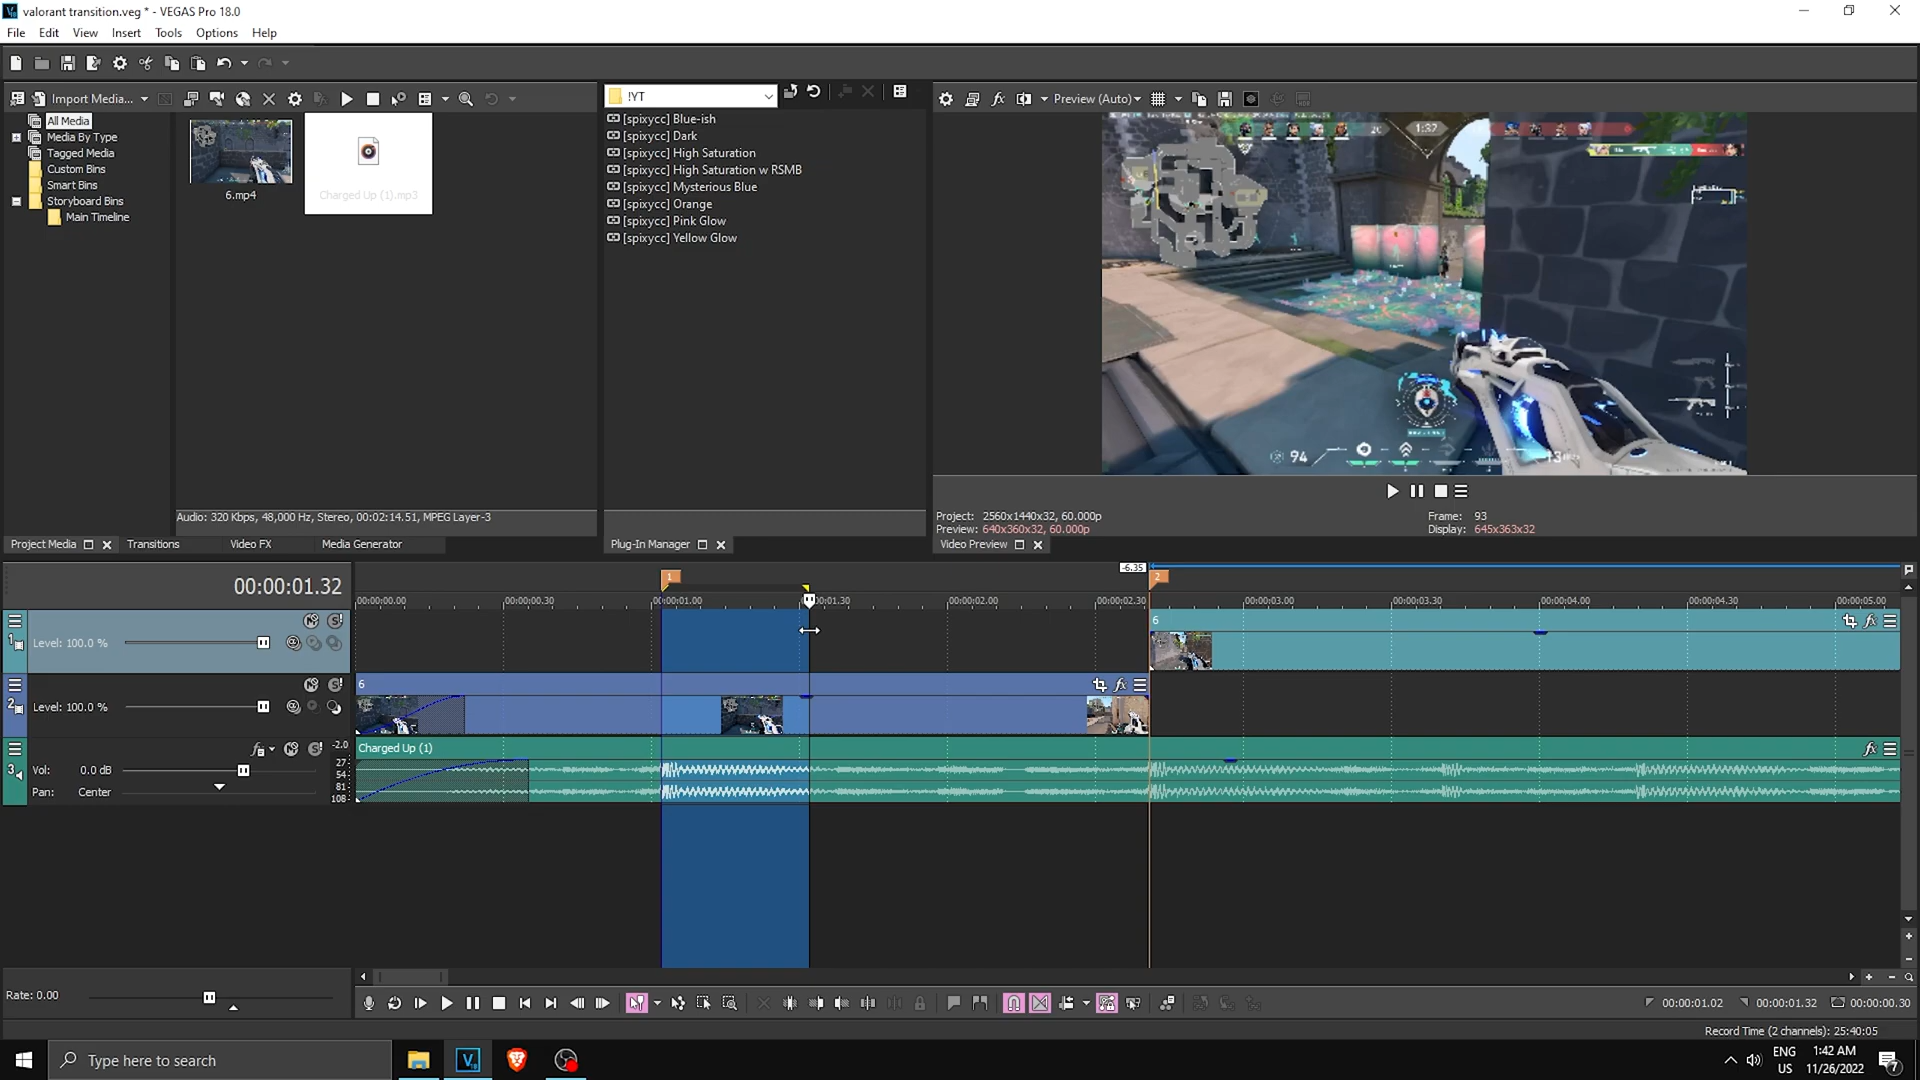 valorant transition.veg * - VEGAS Pro 18.0
File Edit View Insert Tools Options Help
Import Media...
!YT
Preview (Auto)
All Media
Media By Type
Tagged Media
Custom Bins
Smart Bins
Storyboard Bins
Main Timeline
6.mp4
Charged Up (1).mp3
[spixycc] Blue-ish
[spixycc] Dark
[spixycc] High Saturation
[spixycc] High Saturation w RSMB
[spixycc] Mysterious Blue
[spixycc] Orange
[spixycc] Pink Glow
[spixycc] Yellow Glow
1:32
94
13
Audio: 320 Kbps, 48,000 Hz, Stereo, 00:02:14.51, MPEG Layer-3
Project: 2560x1440x32, 60.000p
Preview: 640x360x32, 60.000p
Frame: 93
Display: 645x363x32
Project Media
Transitions
Video FX
Media Generator
Plug-In Manager
Video Preview
00:00:01.32
1
-6.35
2
00:00:00.00
00:00:00.30
00:00:01.00
00:00:02.00
00:00:02.30
00:00:03.00
00:00:03.30
00:00:04.00
00:00:04.30
00:00:05.00
1
Level: 100.0 %
6
2
Level: 100.0 %
6
3
Vol: 0.0 dB
Pan: Center
-2.0
27
54
81
108
Charged Up (1)
Rate: 0.00
00:00:01.02
00:00:01.32
00:00:00.30
Record Time (2 channels): 25:40:05
Type here to search
ENG
US
1:42 AM
11/26/2022
7